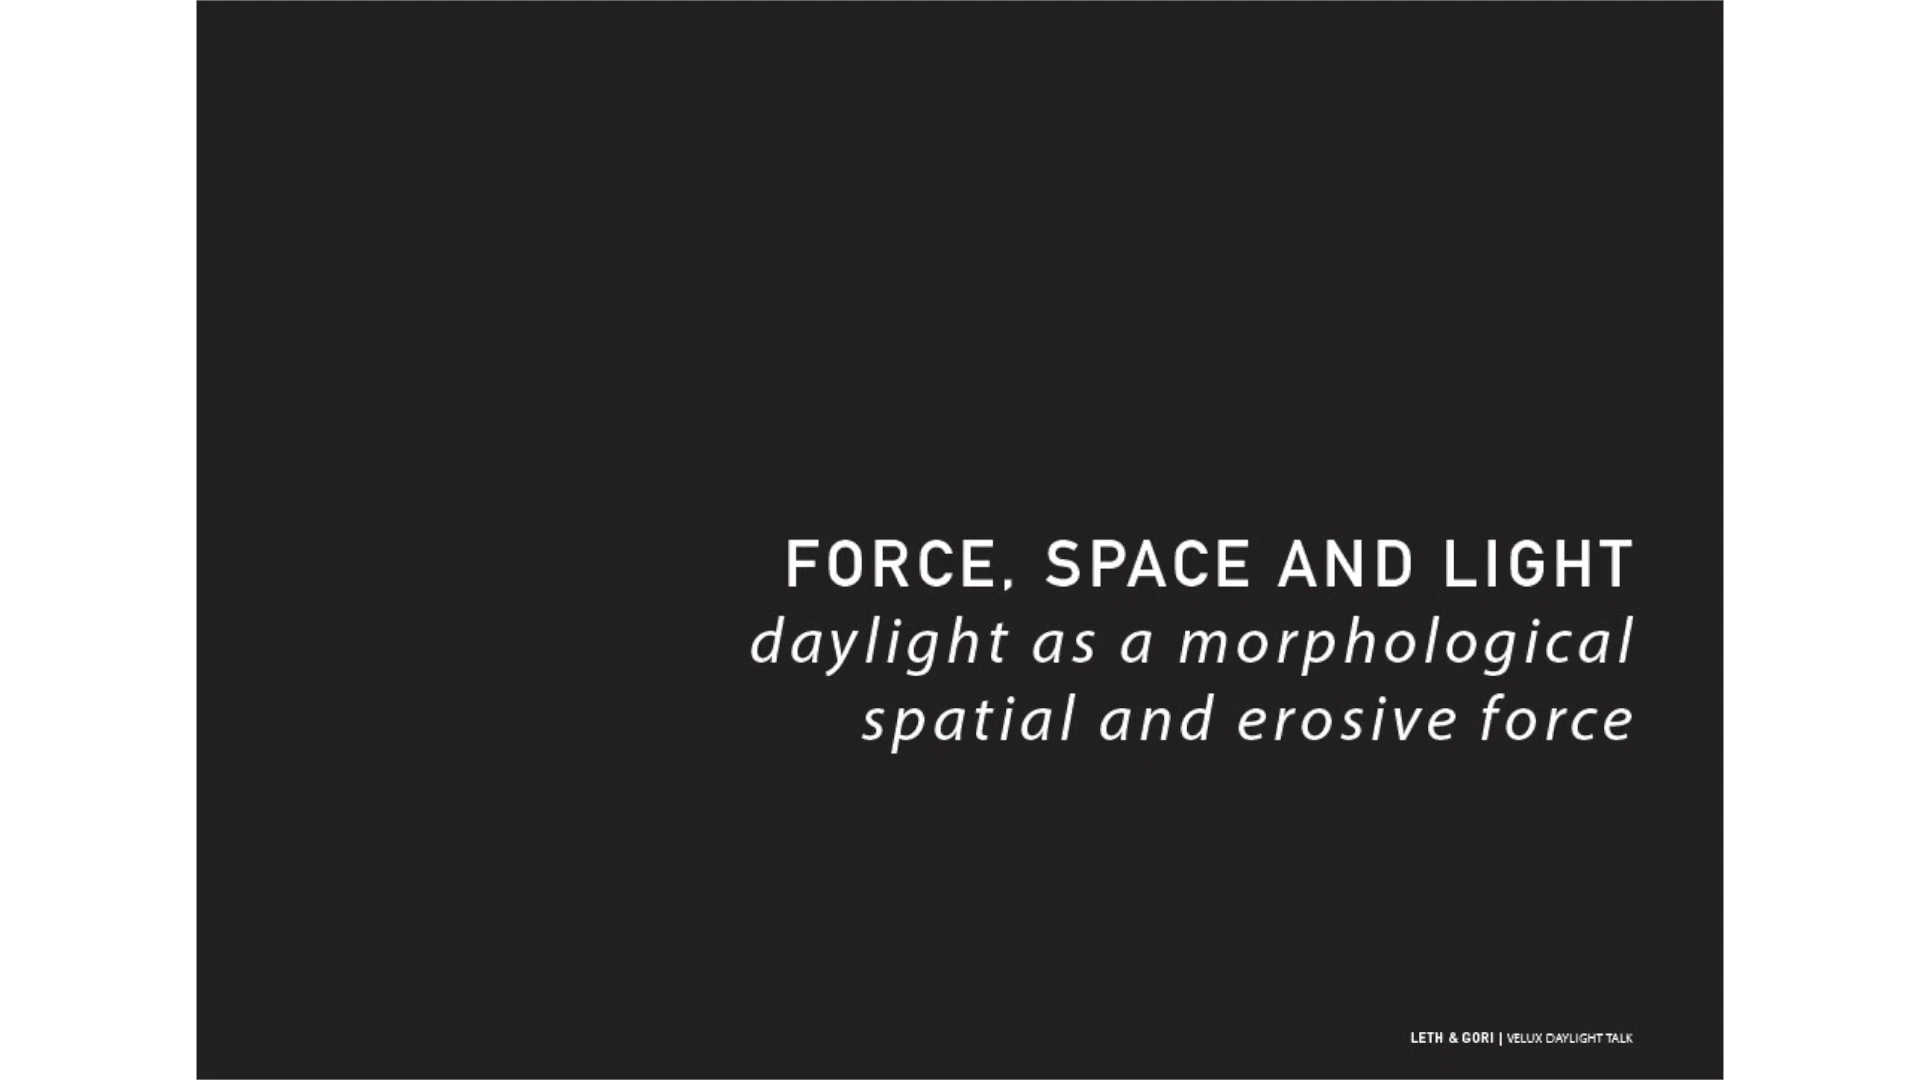 FORCE, SPACE AND LIGHT
daylight as a morphological
spatial and erosive force
LETH & GORI | VELUX DAYLIGHT TALK